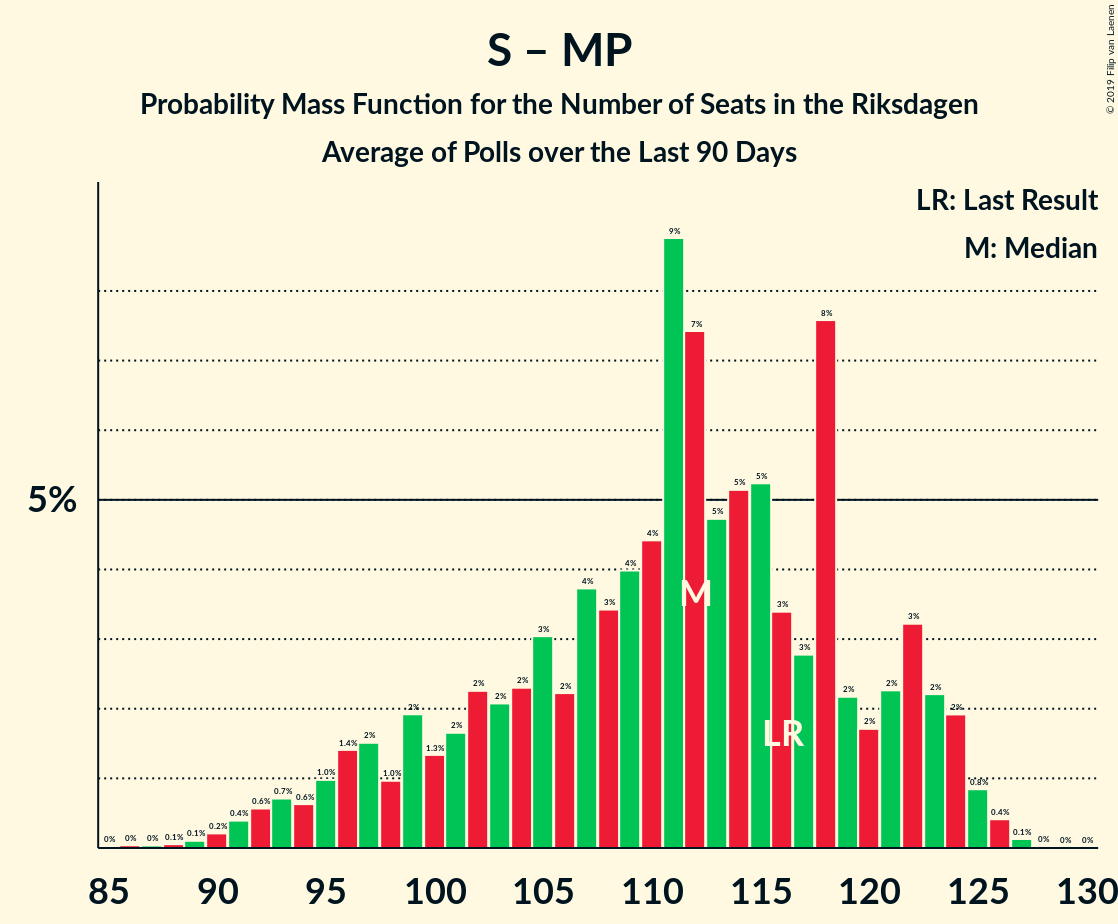 S – MP
Probability Mass Function for the Number of Seats in the Riksdagen
Average of Polls over the Last 90 Days
© 2019 Filip van Laenen
LR: Last Result
M: Median
5%
0% 0% 0% 0.1% 0.1% 0.2% 0.4% 0.6% 0.7% 0.6% 1.0% 1.4% 2% 1.0% 2% 1.3% 2% 2% 2% 2% 3% 2% 4% 3% 4% 4% 9% 7% 5% 5% 5% 3% 3% 8% 2% 2% 2% 3% 2% 2% 0.8% 0.4% 0.1% 0% 0% 0%
M
LR
85 90 95 100 105 110 115 120 125 130